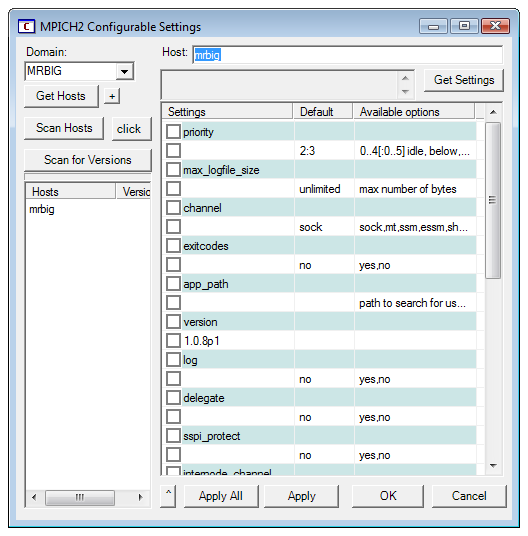 MPICH2 Configurable Settings
Domain:
Host: mrbig
MRBIG
Get Hosts
+
Get Settings
Scan Hosts
click
Scan for Versions
Hosts Versio
mrbig
Settings Default Available options
priority
2:3 0..4[:0..5] idle, below,...
max_logfile_size
unlimited max number of bytes
channel
sock sock,mt,ssm,essm,sh...
exitcodes
no yes,no
app_path
path to search for us...
version
1.0.8p1
log
no yes,no
delegate
no yes,no
sspi_protect
no yes,no
internode_channel
^
Apply All
Apply
OK
Cancel